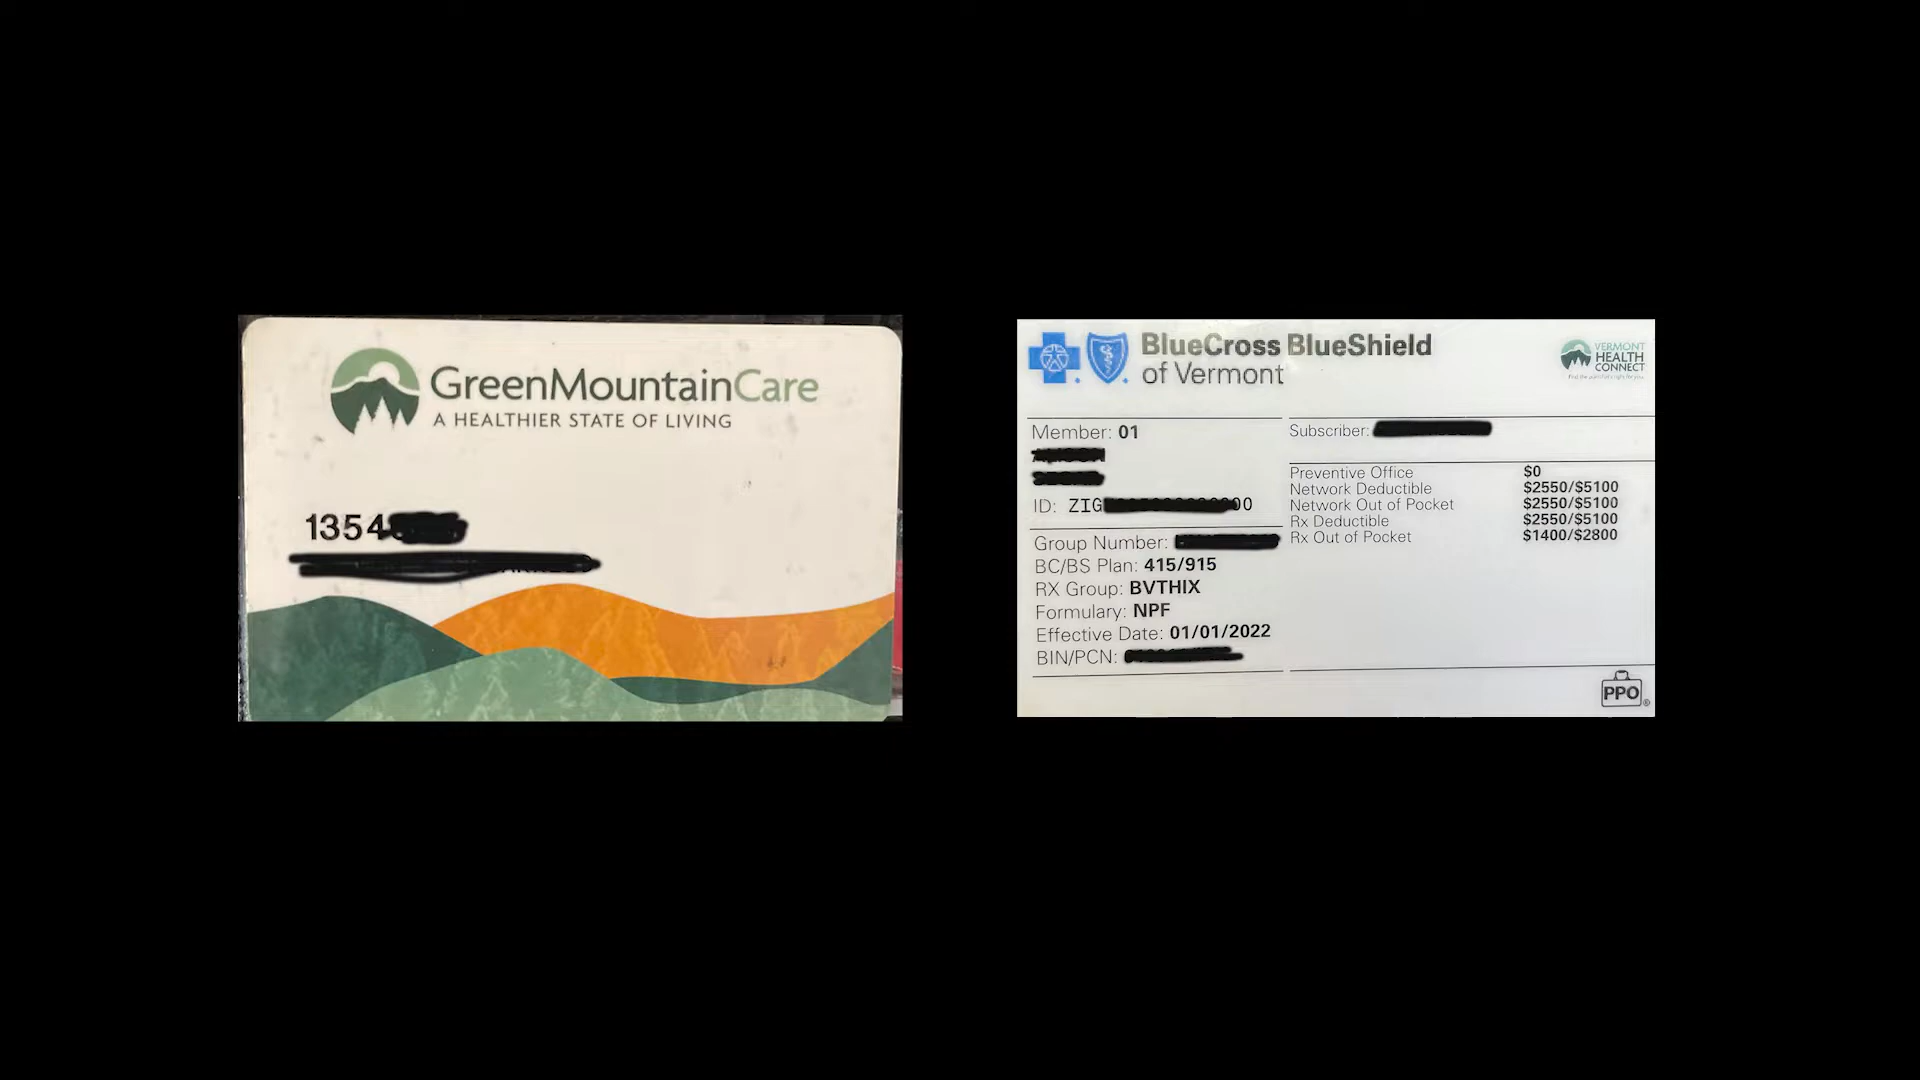 GreenMountainCare
A HEALTHIER STATE OF LIVING
1354
BlueCross BlueShield
of Vermont
VERMONT
HEALTH
CONNECT
Member: 01
ID: ZIG 00
Group Number:
BC/BS Plan: 415/915
RX Group: BVTHIX
Formulary: NPF
Effective Date: 01/01/2022
BIN/PCN:
Subscriber:
Preventive Office $0
Network Deductible $2550/$5100
Network Out of Pocket $2550/$5100
Rx Deductible $2550/$5100
Rx Out of Pocket $1400/$2800
PPO